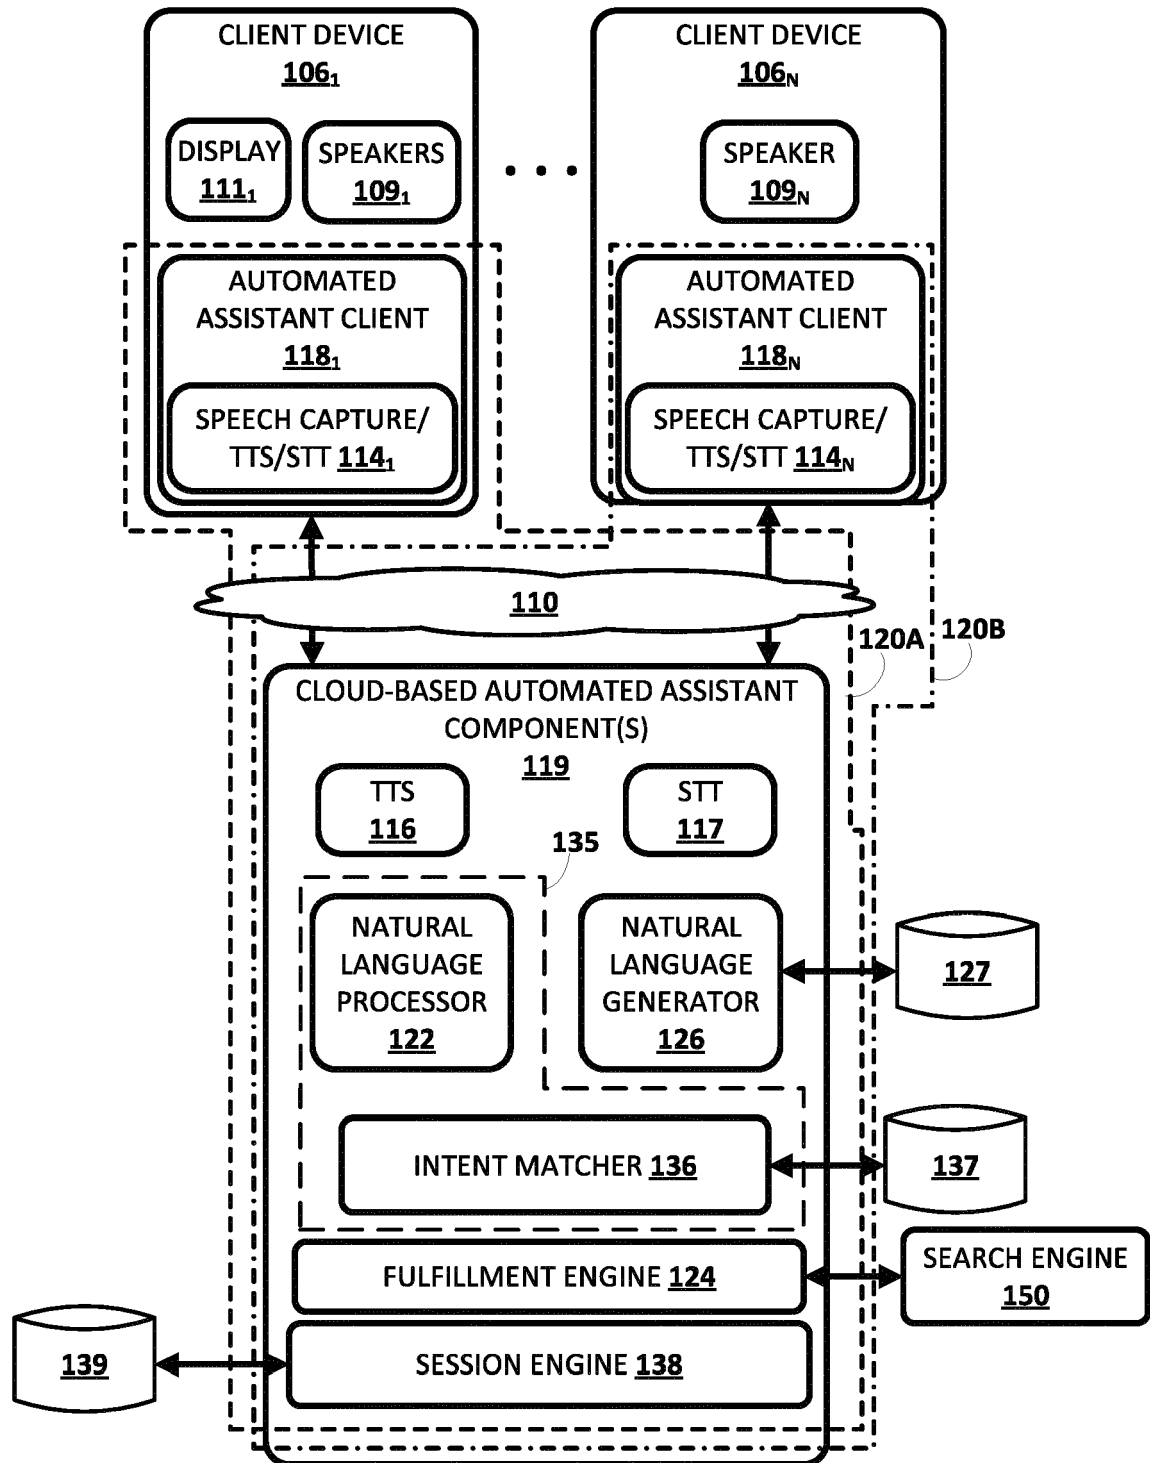 CLIENT DEVICE
106₁
DISPLAY
111₁
SPEAKERS
109₁
AUTOMATED
ASSISTANT CLIENT
118₁
SPEECH CAPTURE/
TTS/STT 114₁
. . .
CLIENT DEVICE
106N
SPEAKER
109N
AUTOMATED
ASSISTANT CLIENT
118N
SPEECH CAPTURE/
TTS/STT 114N
110
120A
120B
CLOUD-BASED AUTOMATED ASSISTANT
COMPONENT(S)
119
TTS
116
STT
117
135
NATURAL
LANGUAGE
PROCESSOR
122
NATURAL
LANGUAGE
GENERATOR
126
127
INTENT MATCHER 136
137
FULFILLMENT ENGINE 124
SEARCH ENGINE
150
SESSION ENGINE 138
139